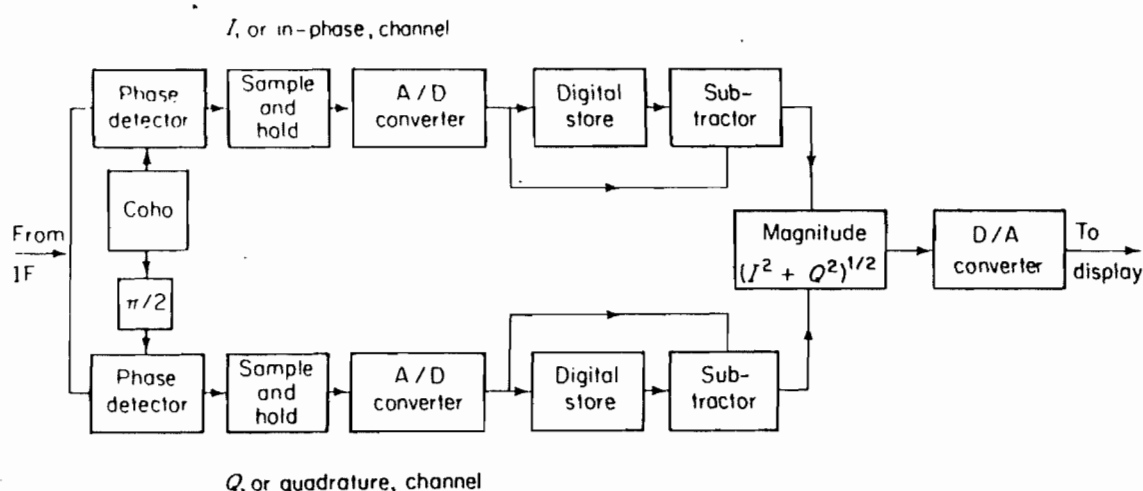 I, or in-phase, channel
Phase
detector
Sample
and
hold
A/D
converter
Digital
store
Sub-
tractor
Coho
From
IF
π/2
Magnitude
(I² + Q²)^1/2
D/A
converter
To
display
Phase
detector
Sample
and
hold
A/D
converter
Digital
store
Sub-
tractor
Q, or quadrature, channel